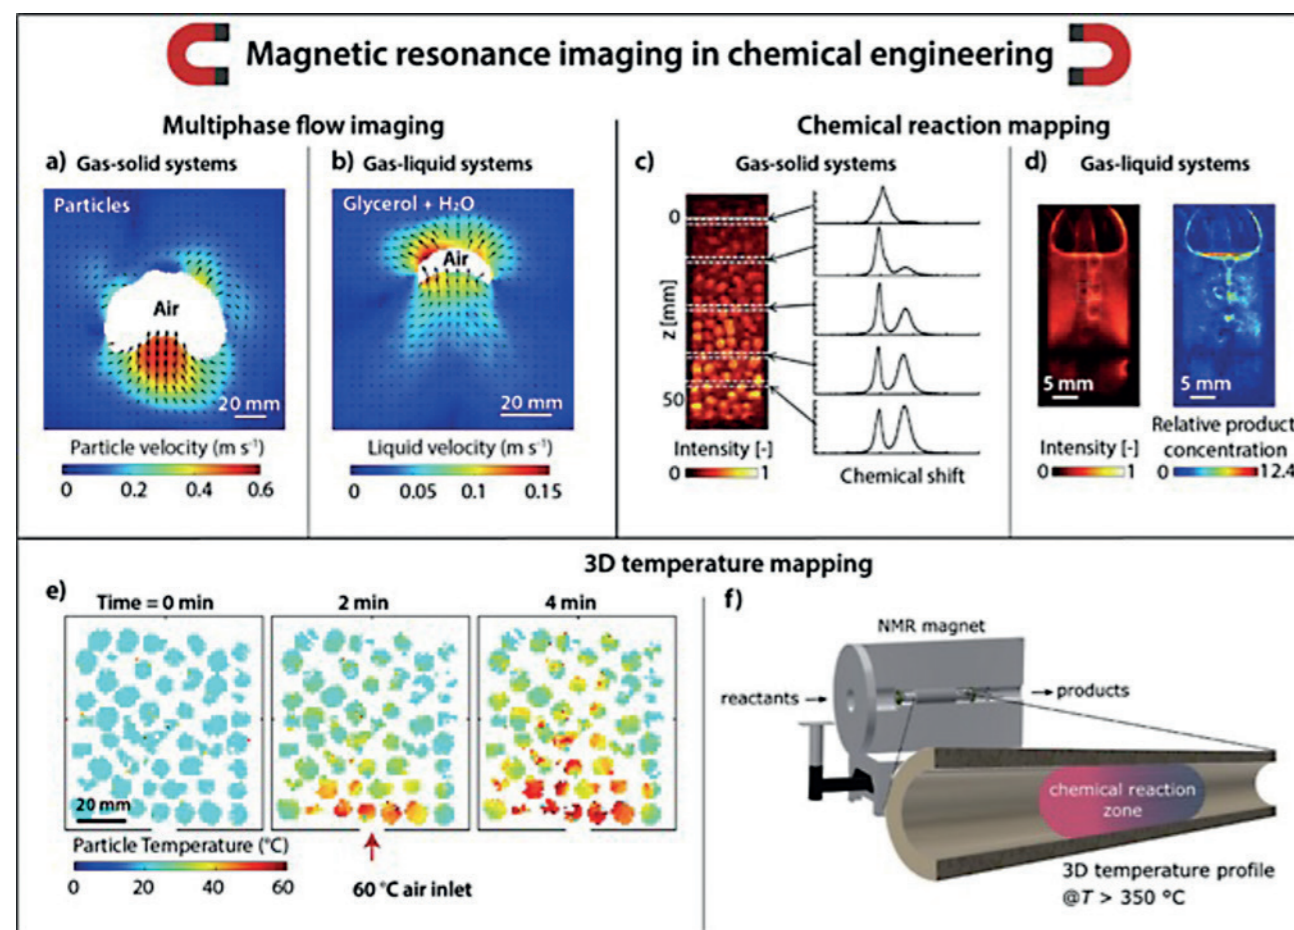 Magnetic resonance imaging in chemical engineering
Multiphase flow imaging
Chemical reaction mapping
a) Gas-solid systems
b) Gas-liquid systems
c) Gas-solid systems
d) Gas-liquid systems
Particles
Air
20 mm
Particle velocity (m s⁻¹)
0 0.2 0.4 0.6
Glycerol + H₂O
Air
20 mm
Liquid velocity (m s⁻¹)
0 0.05 0.1 0.15
0
z [mm]
50
Intensity [-]
0 1
Chemical shift
5 mm
Intensity [-]
0 1
5 mm
Relative product
concentration
0 12.4
3D temperature mapping
e)
Time = 0 min
2 min
4 min
20 mm
Particle Temperature (°C)
0 20 40 60
60 °C air inlet
f)
NMR magnet
reactants
products
chemical reaction
zone
3D temperature profile
@T > 350 °C